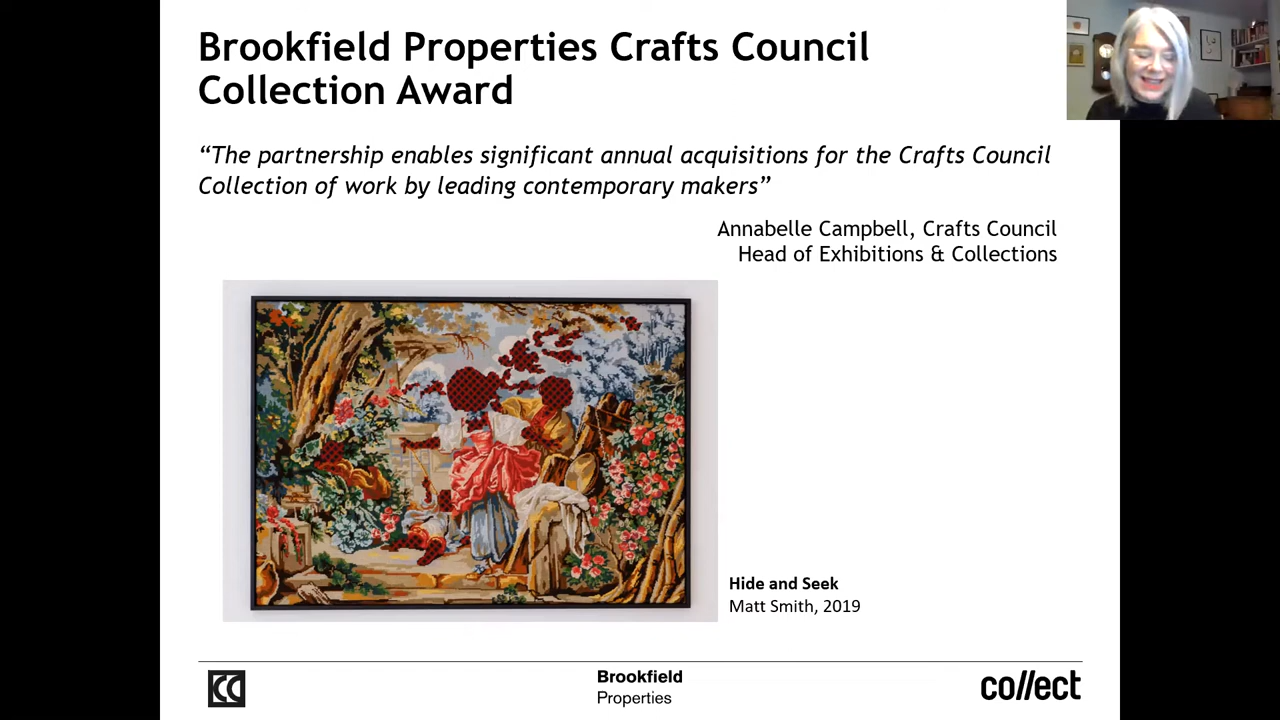 Brookfield Properties Crafts Council
Collection Award
“The partnership enables significant annual acquisitions for the Crafts Council
Collection of work by leading contemporary makers”
Annabelle Campbell, Crafts Council
Head of Exhibitions & Collections
Hide and Seek
Matt Smith, 2019
CC
Brookfield
Properties
collect